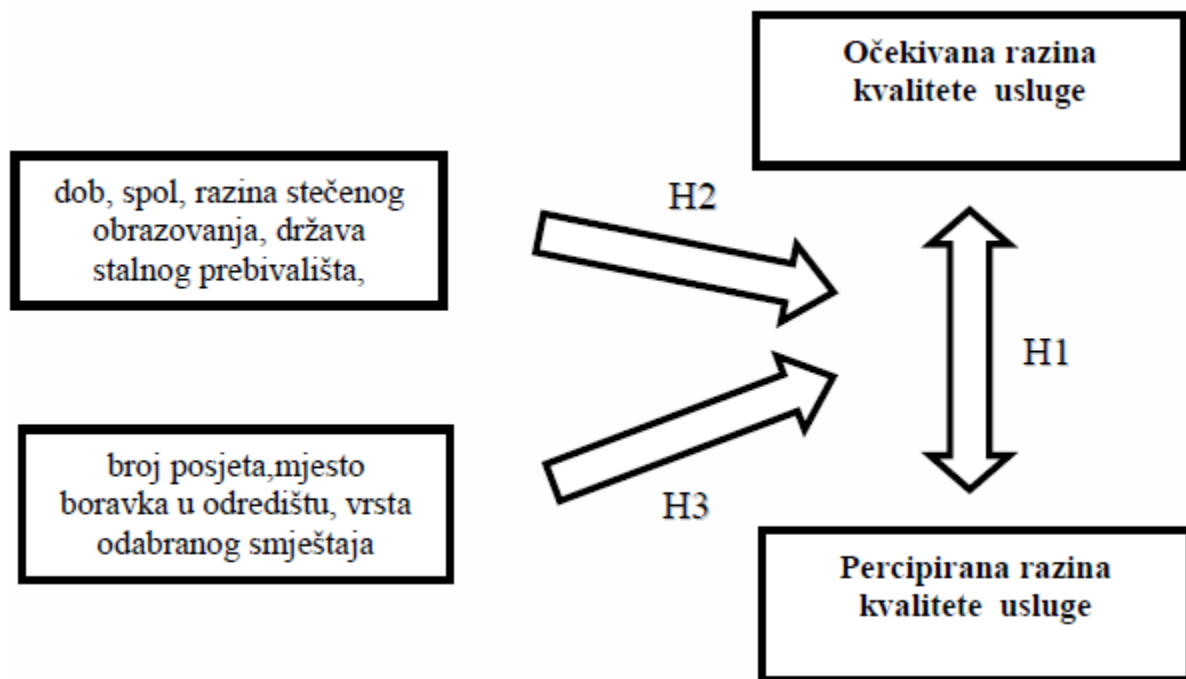 Očekivana razina
kvalitete usluge
dob, spol, razina stečenog
obrazovanja, država
stalnog prebivališta,
H2
H1
broj posjeta,mjesto
boravka u odredištu, vrsta
odabranog smještaja
H3
Percipirana razina
kvalitete usluge